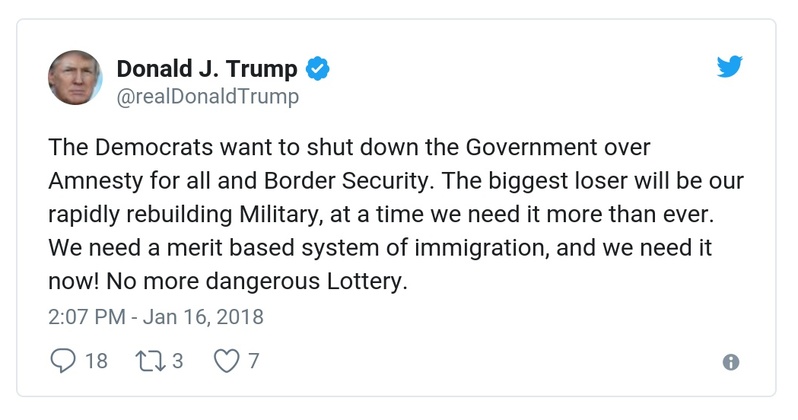 Donald J. Trump
@realDonaldTrump
The Democrats want to shut down the Government over
Amnesty for all and Border Security. The biggest loser will be our
rapidly rebuilding Military, at a time we need it more than ever.
We need a merit based system of immigration, and we need it
now! No more dangerous Lottery.
2:07 PM - Jan 16, 2018
18 3 7